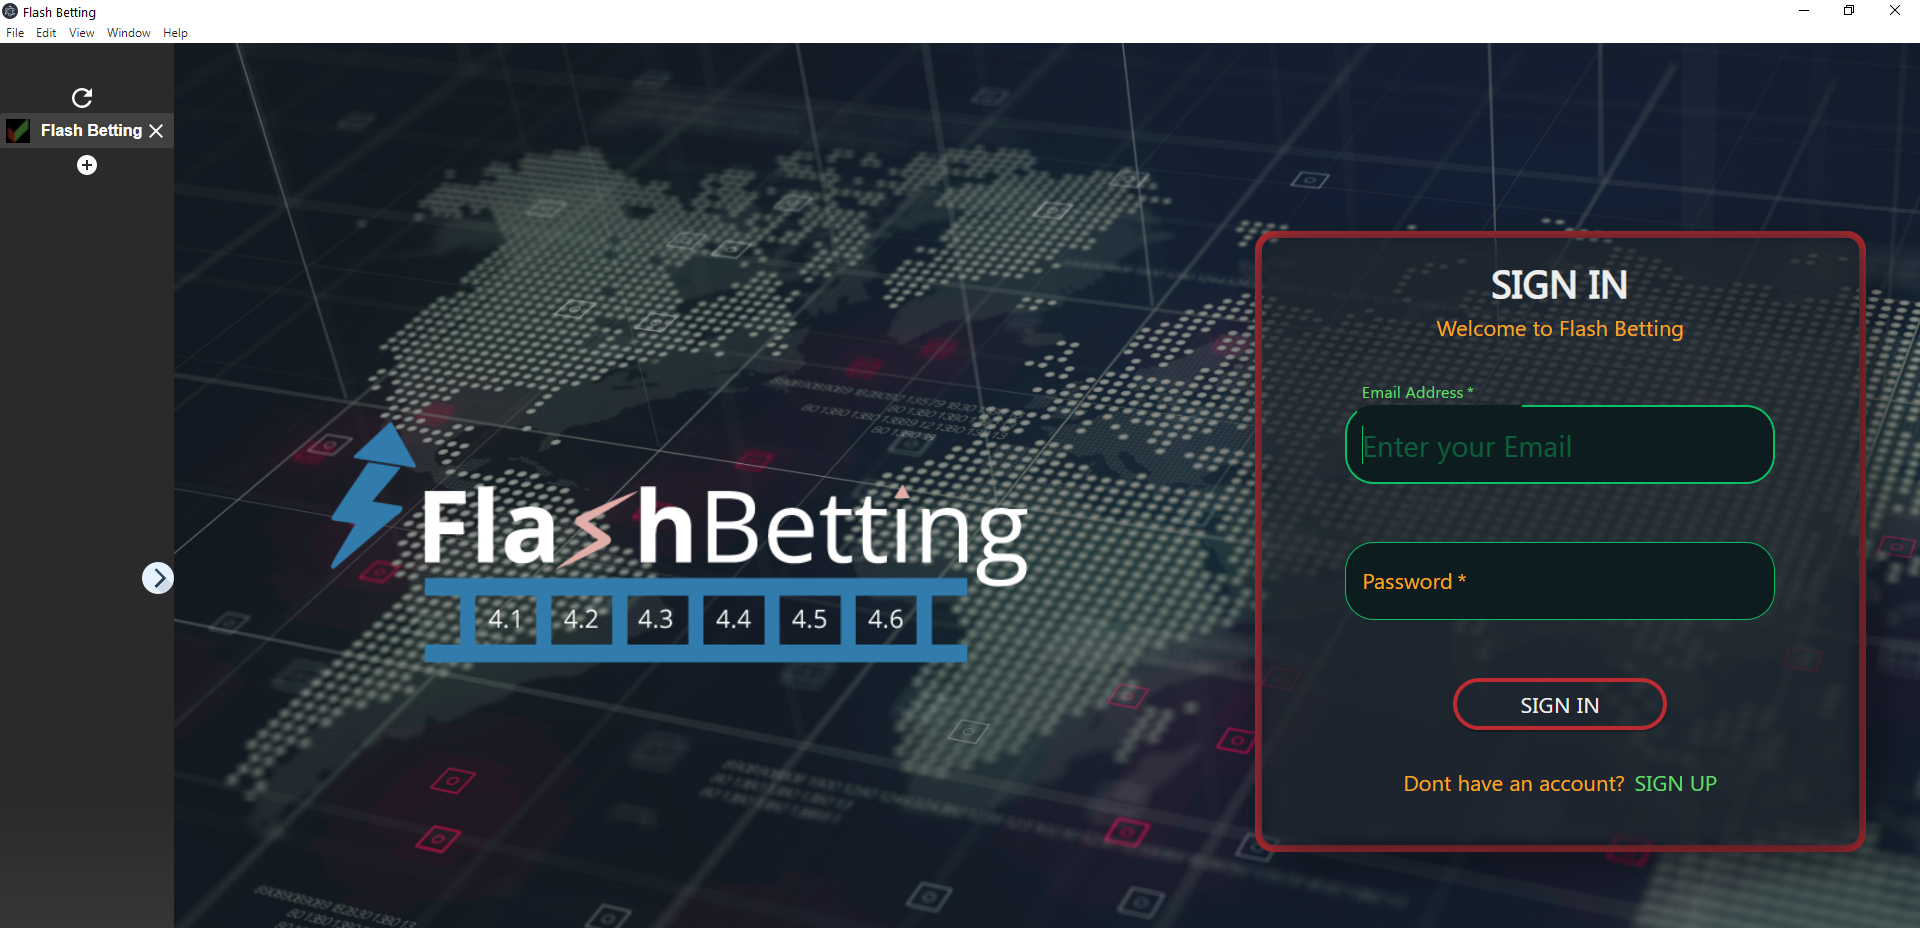 Flash Betting
File Edit View Window Help
Flash Betting
FlashBetting
4.1 4.2 4.3 4.4 4.5 4.6
SIGN IN
Welcome to Flash Betting
Email Address *
Enter your Email
Password *
SIGN IN
Dont have an account? SIGN UP